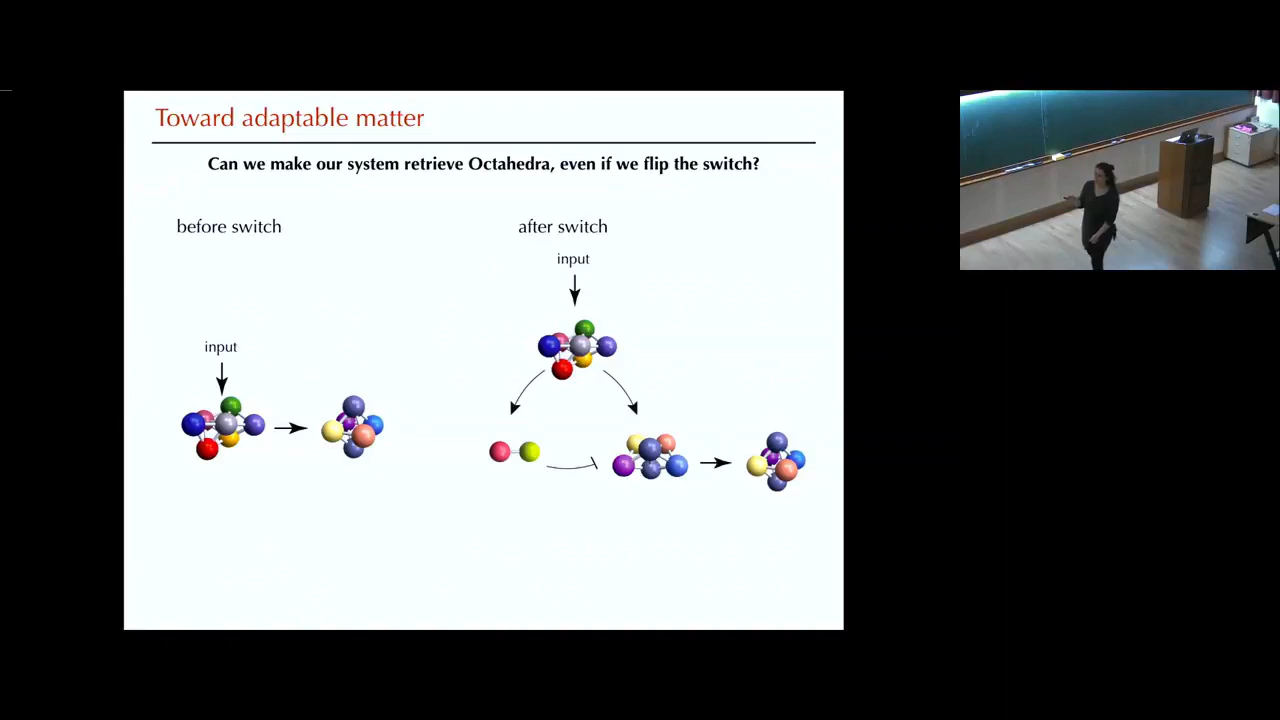 Toward adaptable matter
Can we make our system retrieve Octahedra, even if we flip the switch?
before switch
after switch
input
input